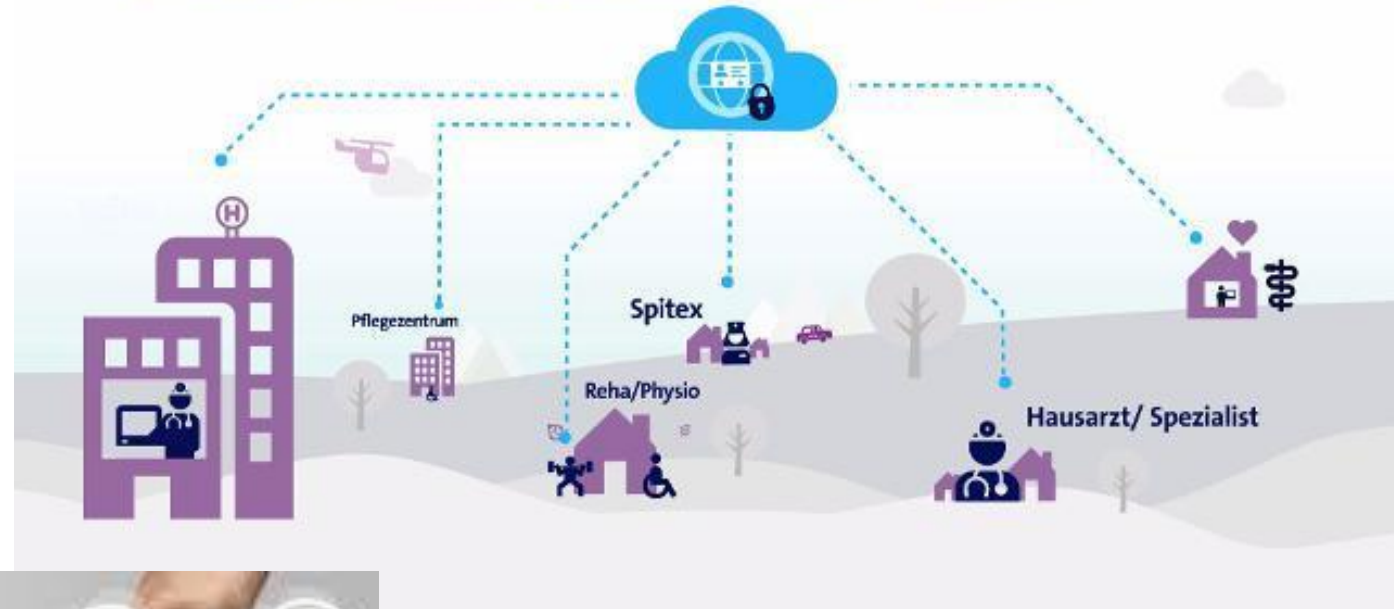 H
Pflegezentrum
Spitex
Reha/Physio
Hausarzt/ Spezialist